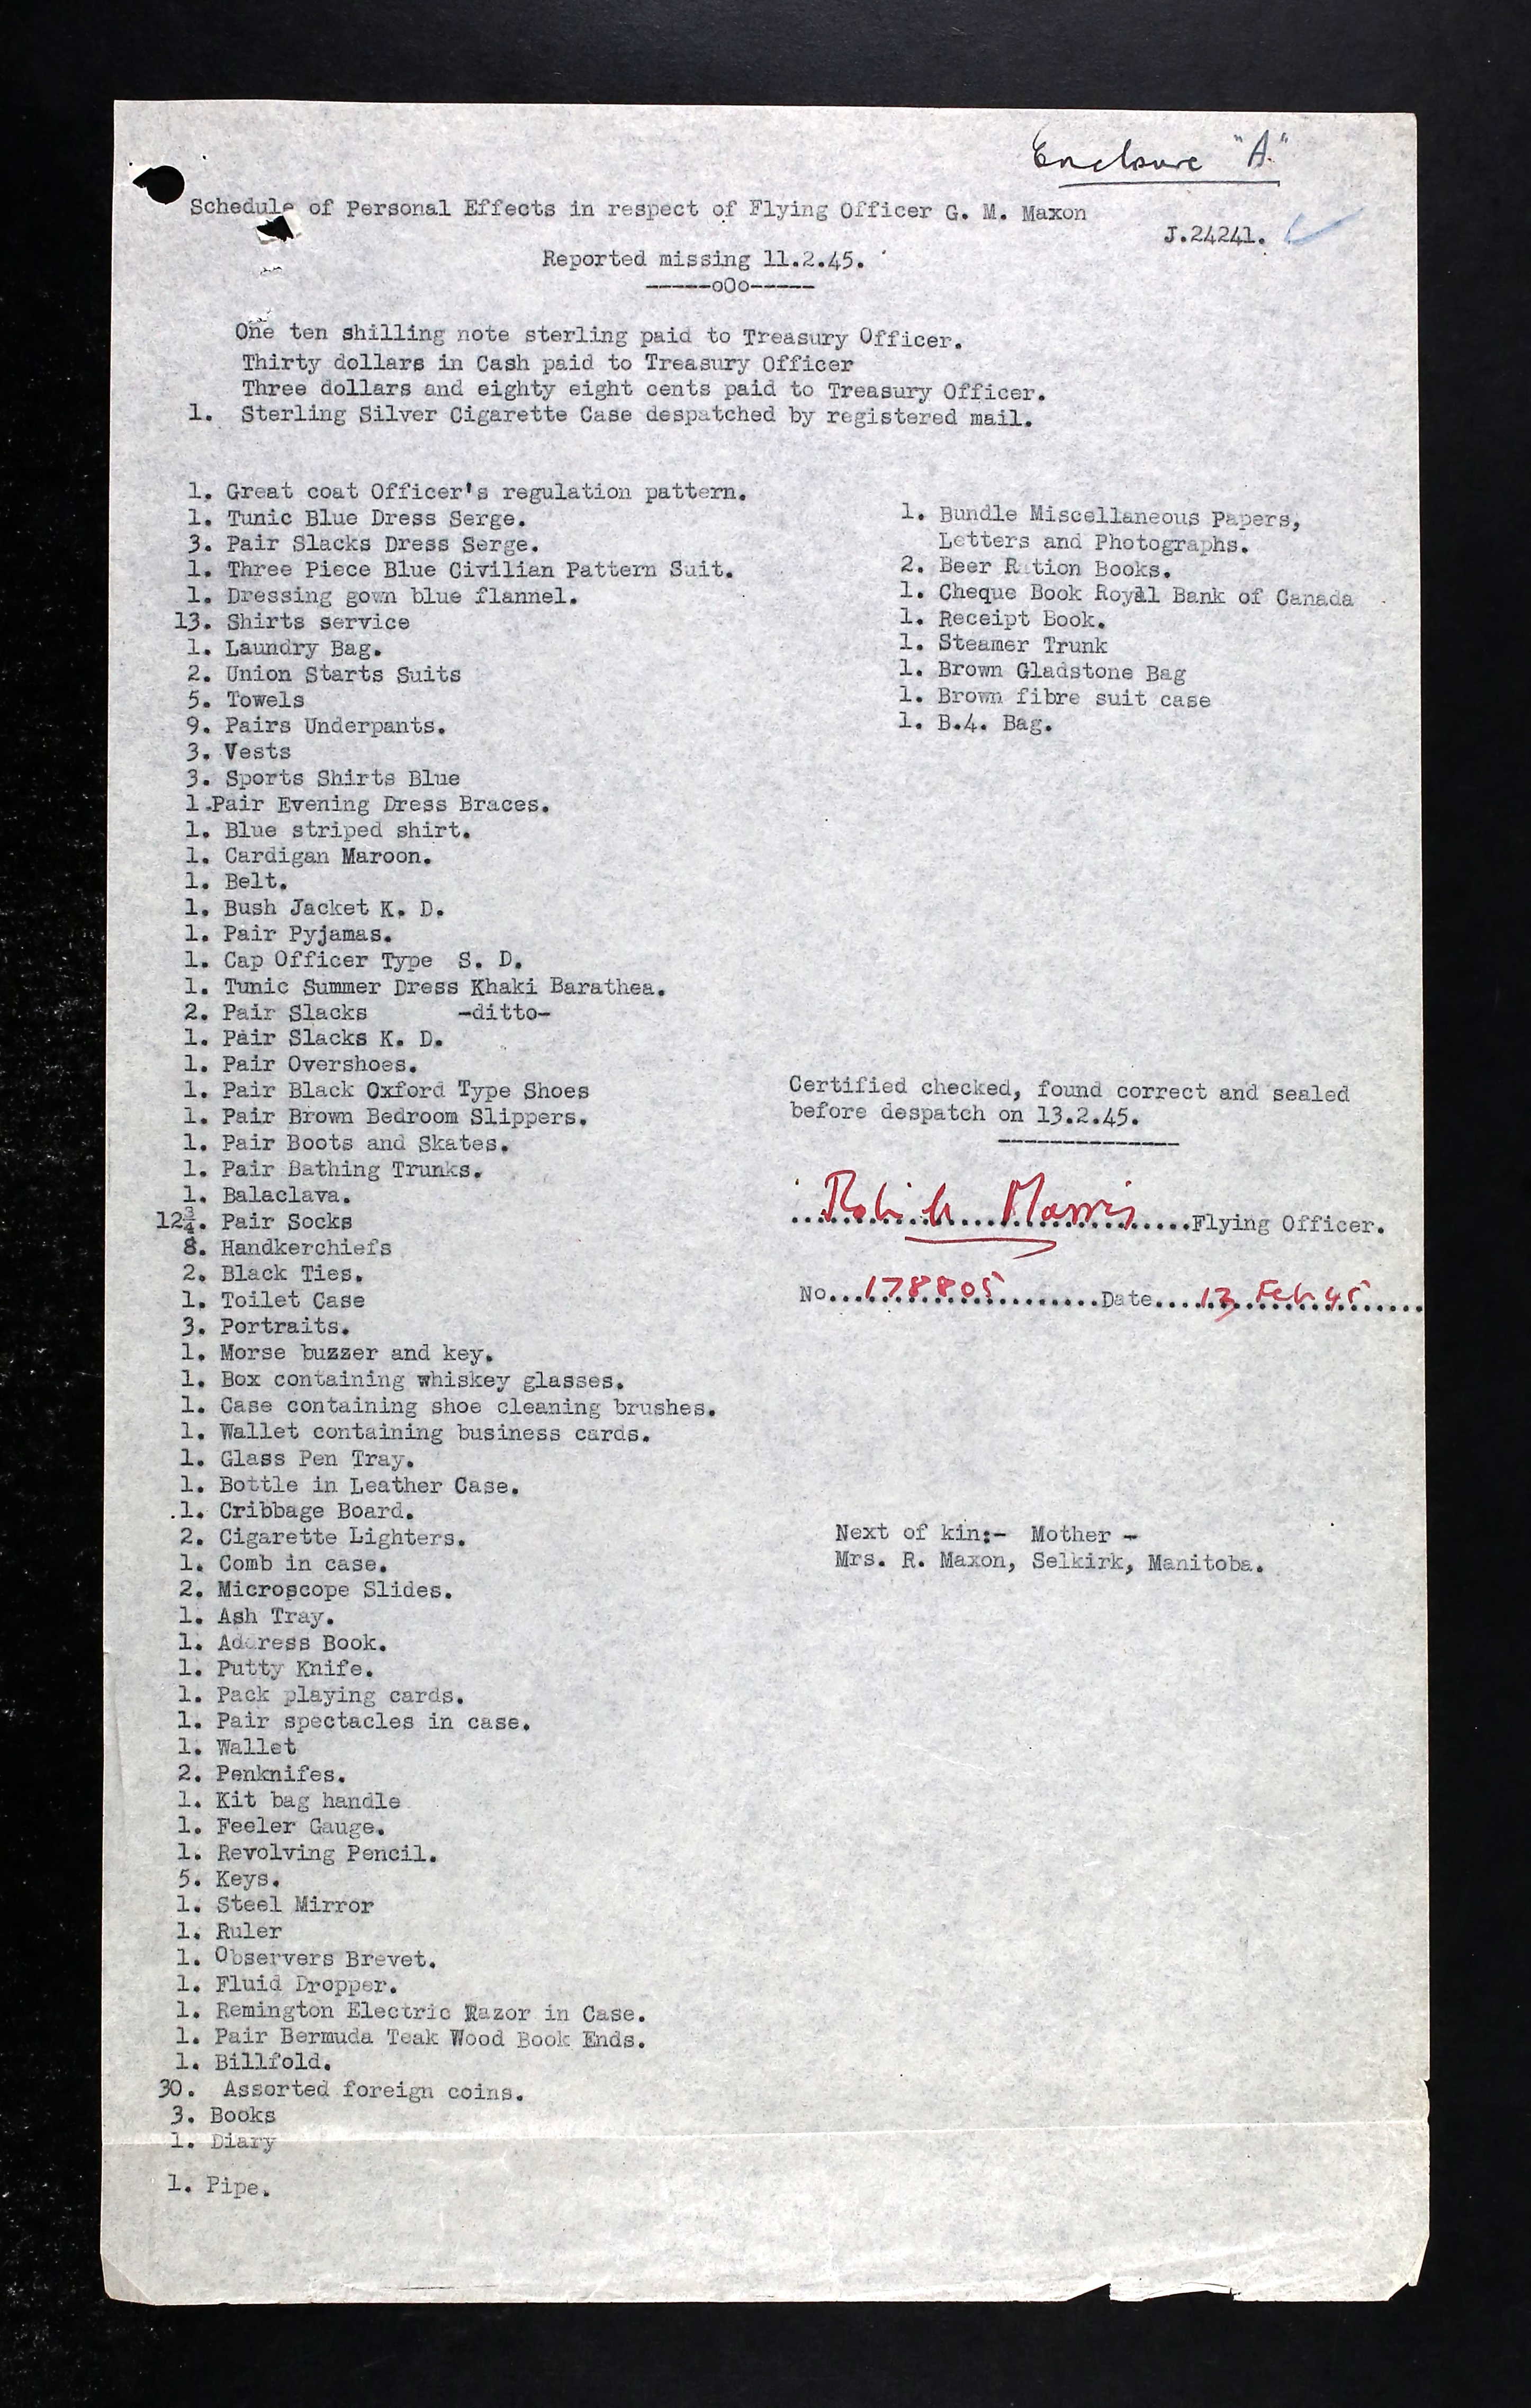 Enclosure "A"
Schedule of Personal Effects in respect of Flying Officer G. M. Maxon
J.24241.
Reported missing 11.2.45.
------oOo------
One ten shilling note sterling paid to Treasury Officer.
Thirty dollars in Cash paid to Treasury Officer
Three dollars and eighty eight cents paid to Treasury Officer.
1. Sterling Silver Cigarette Case despatched by registered mail.
1. Great coat Officer's regulation pattern.
1. Tunic Blue Dress Serge.
3. Pair Slacks Dress Serge.
1. Three Piece Blue Civilian Pattern Suit.
1. Dressing gown blue flannel.
13. Shirts service
1. Laundry Bag.
2. Union Starts Suits
5. Towels
9. Pairs Underpants.
3. Vests
3. Sports Shirts Blue
1.Pair Evening Dress Braces.
1. Blue striped shirt.
1. Cardigan Maroon.
1. Belt.
1. Bush Jacket K. D.
1. Pair Pyjamas.
1. Cap Officer Type S. D.
1. Tunic Summer Dress Khaki Barathea.
2. Pair Slacks -ditto-
1. Pair Slacks K. D.
1. Pair Overshoes.
1. Pair Black Oxford Type Shoes
1. Pair Brown Bedroom Slippers.
1. Pair Boots and Skates.
1. Pair Bathing Trunks.
1. Balaclava.
12¾. Pair Socks
8. Handkerchiefs
2. Black Ties.
1. Toilet Case
3. Portraits.
1. Morse buzzer and key.
1. Box containing whiskey glasses.
1. Case containing shoe cleaning brushes.
1. Wallet containing business cards.
1. Glass Pen Tray.
1. Bottle in Leather Case.
.1. Cribbage Board.
2. Cigarette Lighters.
1. Comb in case.
2. Microscope Slides.
1. Ash Tray.
1. Address Book.
1. Putty Knife.
1. Pack playing cards.
1. Pair spectacles in case.
1. Wallet
2. Penknifes.
1. Kit bag handle
1. Feeler Gauge.
1. Revolving Pencil.
5. Keys.
1. Steel Mirror
1. Ruler
1. Observers Brevet.
1. Fluid Dropper.
1. Remington Electric Razor in Case.
1. Pair Bermuda Teak Wood Book Ends.
1. Billfold.
30. Assorted foreign coins.
3. Books
1. Diary
1. Pipe.
1. Bundle Miscellaneous Papers,
Letters and Photographs.
2. Beer Ration Books.
1. Cheque Book Royal Bank of Canada
1. Receipt Book.
1. Steamer Trunk
1. Brown Gladstone Bag
1. Brown fibre suit case
1. B.4. Bag.
Certified checked, found correct and sealed
before despatch on 13.2.45.
Flying Officer.
No...178805...Date...13 Feb 45...
Next of kin:- Mother -
Mrs. R. Maxon, Selkirk, Manitoba.